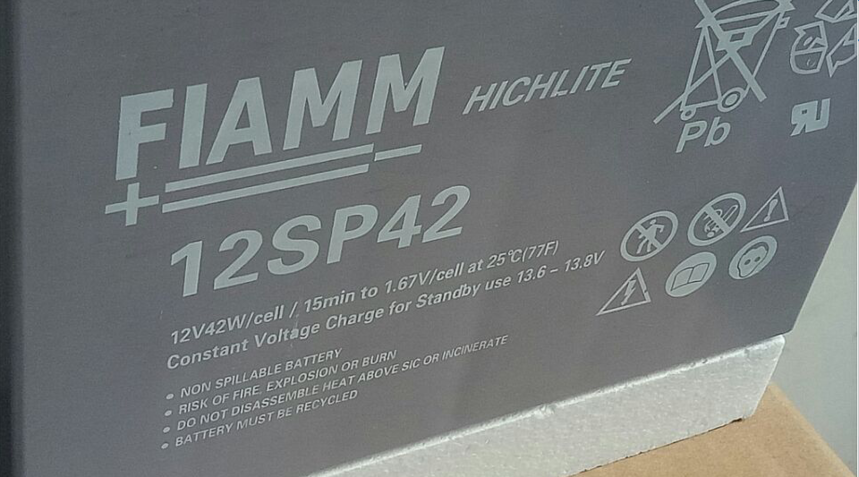 FIAMM
HICHLITE
Pb
12SP42
12V42W/cell / 15min to 1.67V/cell at 25°C(77F)
Constant Voltage Charge for Standby use 13.6 – 13.8V
• NON SPILLABLE BATTERY
• RISK OF FIRE, EXPLOSION OR BURN
• DO NOT DISASSEMBLE HEAT ABOVE SIC OR INCINERATE
• BATTERY MUST BE RECYCLED